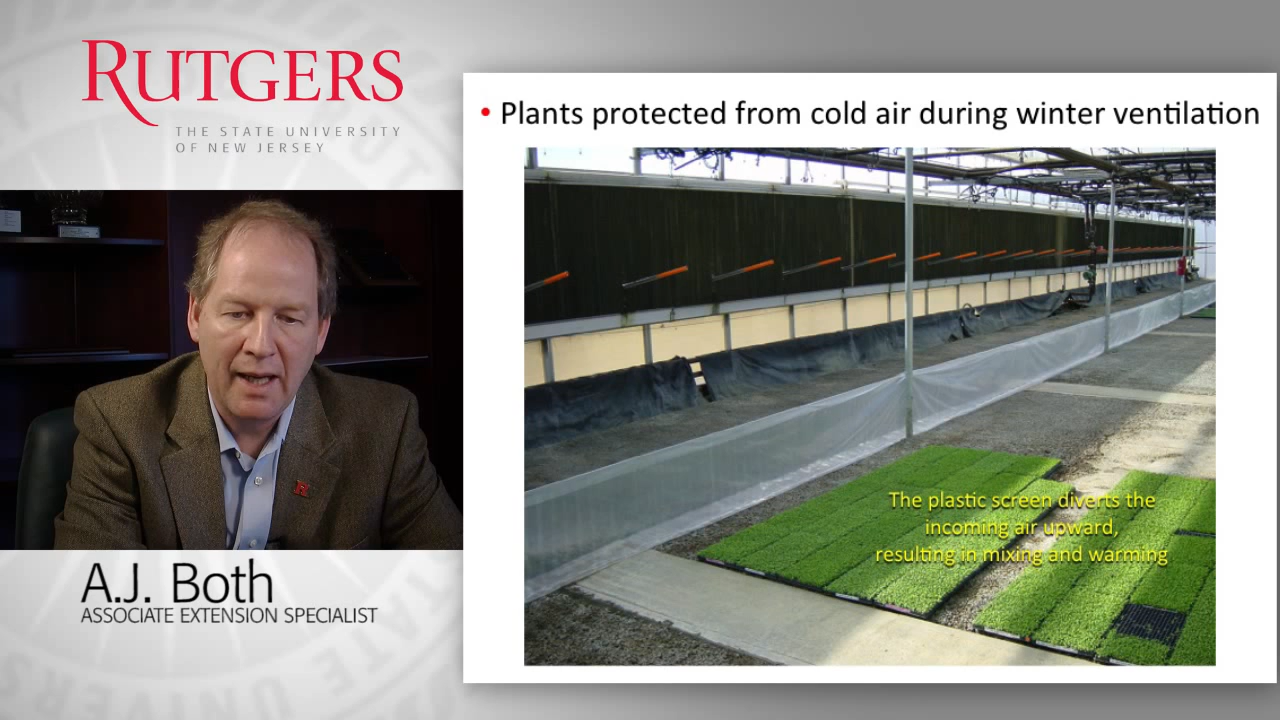 RUTGERS
THE STATE UNIVERSITY
OF NEW JERSEY
• Plants protected from cold air during winter ventilation
The plastic screen diverts the
incoming air upward,
resulting in mixing and warming
A.J. Both
ASSOCIATE EXTENSION SPECIALIST